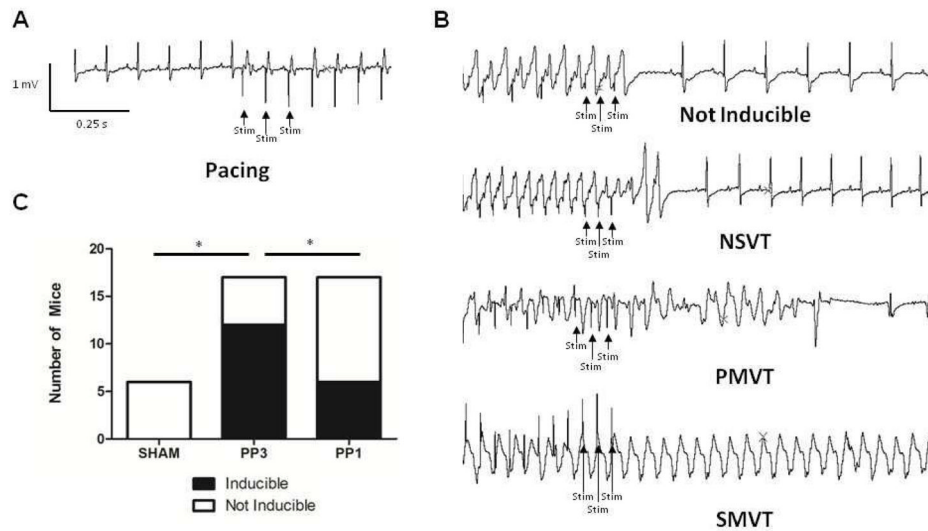 A
1 mV
0.25 s
Stim
Stim
Stim
Pacing
B
Stim
Stim
Stim
Not Inducible
Stim
Stim
Stim
NSVT
Stim
Stim
Stim
PMVT
Stim
Stim
Stim
SMVT
C
*
*
20
15
10
5
0
Number of Mice
SHAM
PP3
PP1
Inducible
Not Inducible